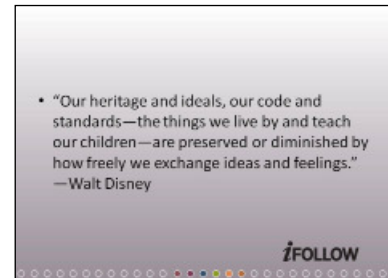 • “Our heritage and ideals, our code and
standards—the things we live by and teach
our children—are preserved or diminished by
how freely we exchange ideas and feelings.”
—Walt Disney
iFOLLOW